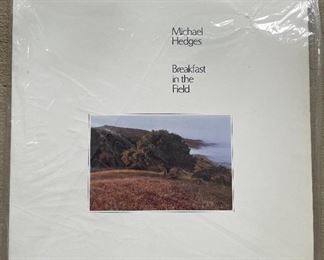 Michael
Hedges
Breakfast
in the
Field